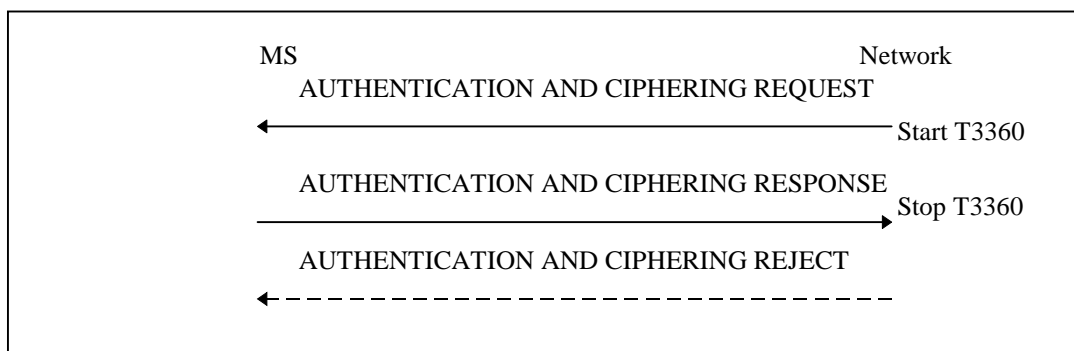 MS Network
AUTHENTICATION AND CIPHERING REQUEST
Start T3360
AUTHENTICATION AND CIPHERING RESPONSE
Stop T3360
AUTHENTICATION AND CIPHERING REJECT